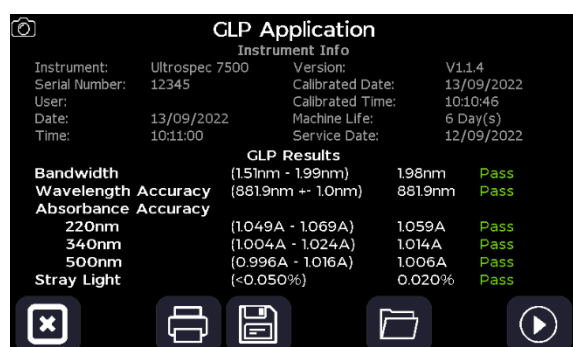 GLP Application
Instrument Info
Instrument: Ultrospec 7500 Version: V1.1.4
Serial Number: 12345 Calibrated Date: 13/09/2022
User: Calibrated Time: 10:10:46
Date: 13/09/2022 Machine Life: 6 Day(s)
Time: 10:11:00 Service Date: 12/09/2022
GLP Results
Bandwidth (1.51nm - 1.99nm) 1.98nm Pass
Wavelength Accuracy (881.9nm +- 1.0nm) 881.9nm Pass
Absorbance Accuracy
220nm (1.049A - 1.069A) 1.059A Pass
340nm (1.004A - 1.024A) 1.014A Pass
500nm (0.996A - 1.016A) 1.006A Pass
Stray Light (<0.050%) 0.020% Pass